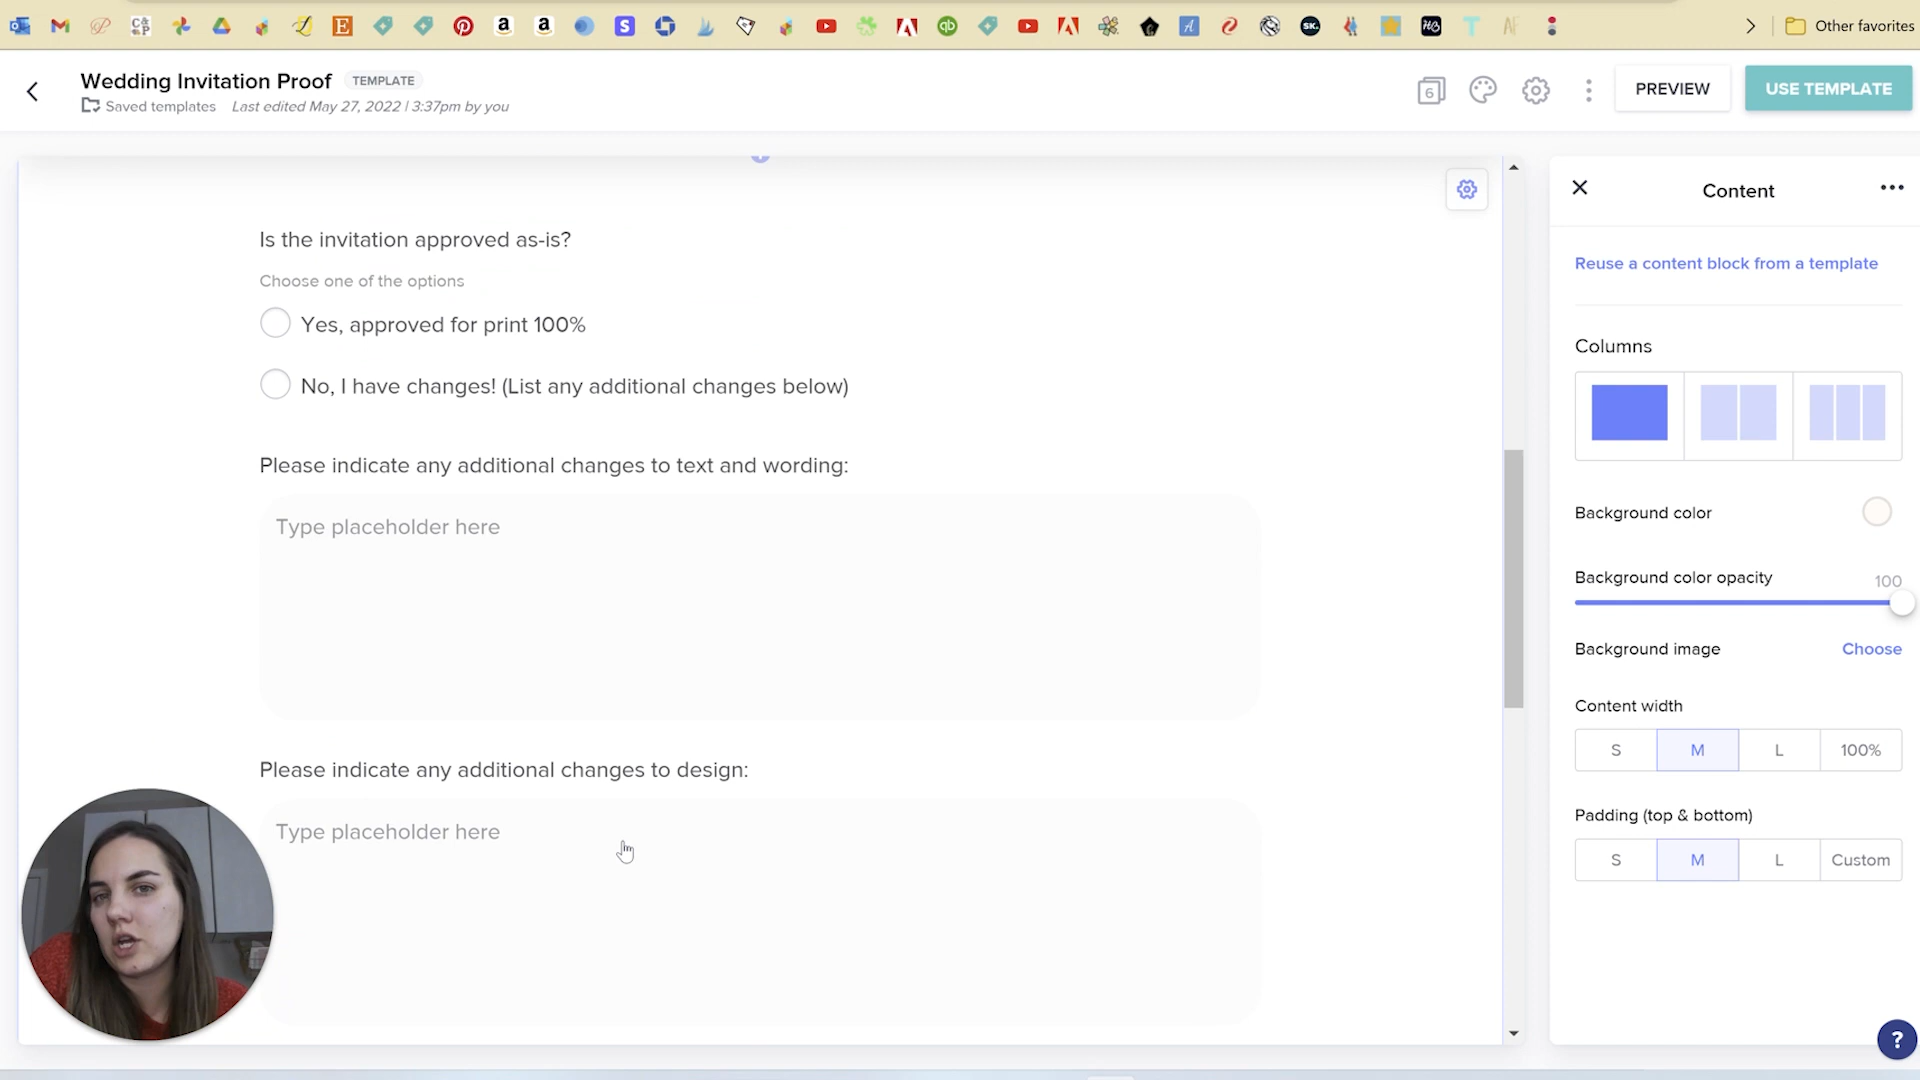 Other favorites
Wedding Invitation Proof TEMPLATE
Saved templates Last edited May 27, 2022 | 3:37pm by you
6
PREVIEW
USE TEMPLATE
Is the invitation approved as-is?
Choose one of the options
Yes, approved for print 100%
No, I have changes! (List any additional changes below)
Please indicate any additional changes to text and wording:
Type placeholder here
Please indicate any additional changes to design:
Type placeholder here
Content
Reuse a content block from a template
Columns
Background color
Background color opacity 100
Background image Choose
Content width
S M L 100%
Padding (top & bottom)
S M L Custom
?